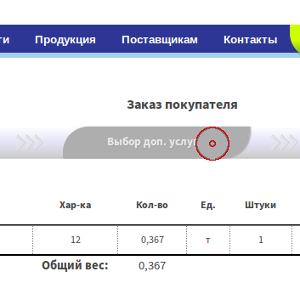 ти Продукция Поставщикам Контакты
Заказ покупателя
Выбор доп. услуг
Хар-ка Кол-во Ед. Штуки
12 0,367 т 1
Общий вес: 0,367